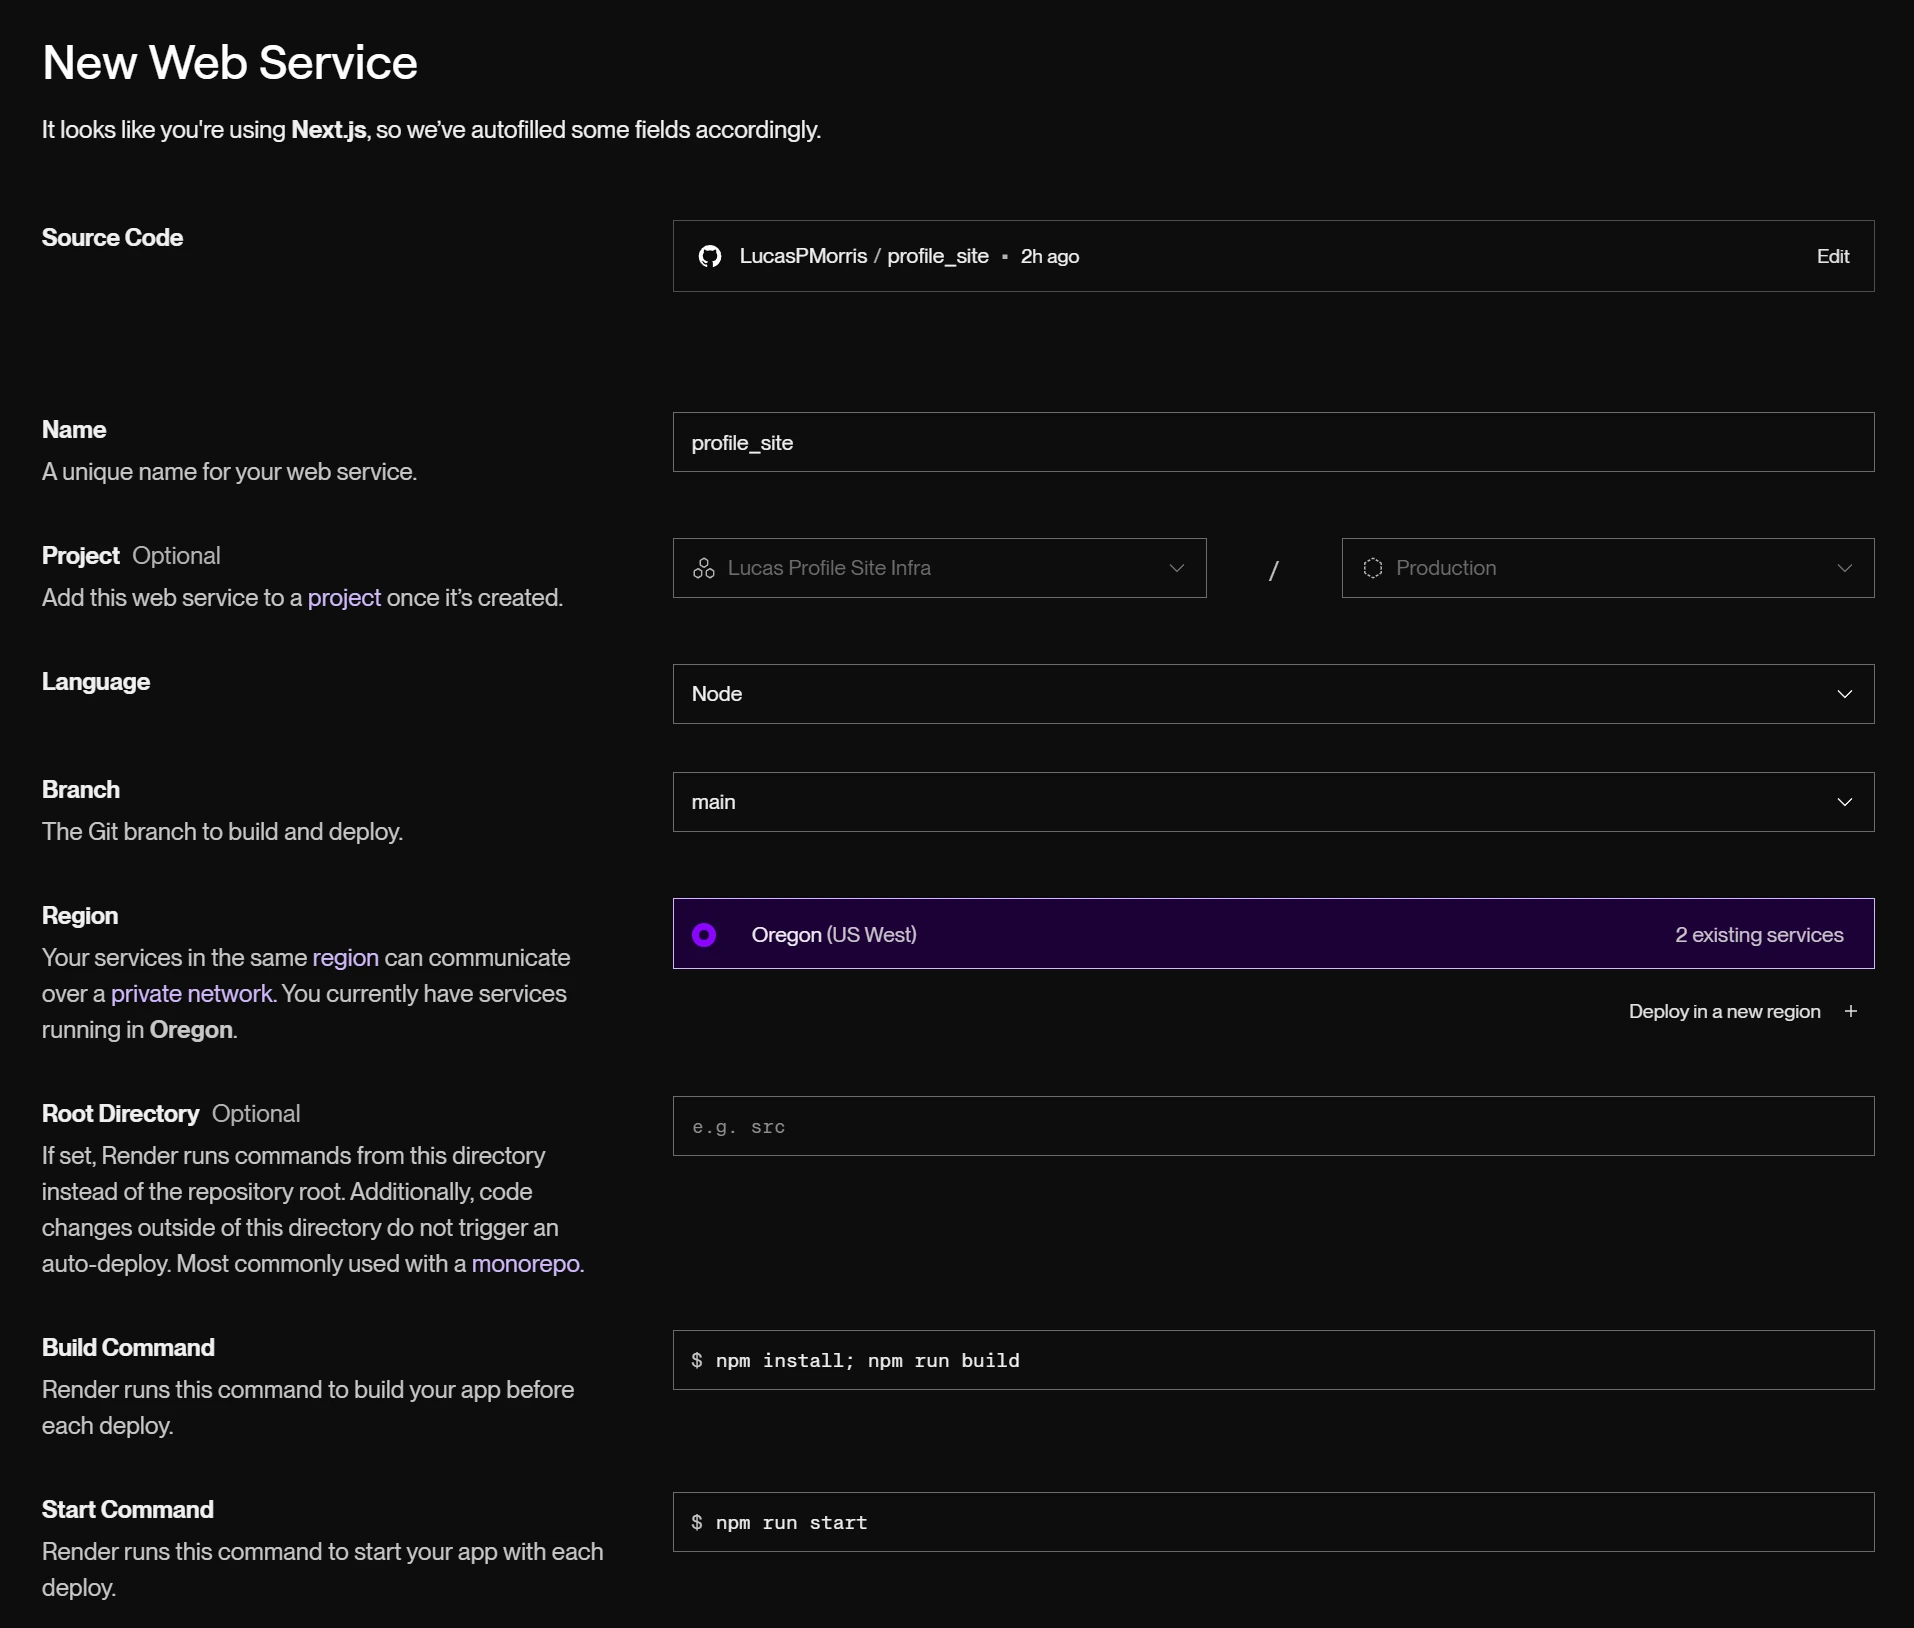 New Web Service
It looks like you're using Next.js, so we’ve autofilled some fields accordingly.
Source Code
LucasPMorris / profile_site ▪ 2h ago
Edit
Name
A unique name for your web service.
profile_site
Project Optional
Add this web service to a project once it’s created.
Lucas Profile Site Infra
/
Production
Language
Node
Branch
The Git branch to build and deploy.
main
Region
Your services in the same region can communicate
over a private network. You currently have services
running in Oregon.
Oregon (US West)
2 existing services
Deploy in a new region +
Root Directory Optional
If set, Render runs commands from this directory
instead of the repository root. Additionally, code
changes outside of this directory do not trigger an
auto-deploy. Most commonly used with a monorepo.
e.g. src
Build Command
Render runs this command to build your app before
each deploy.
$ npm install; npm run build
Start Command
Render runs this command to start your app with each
deploy.
$ npm run start